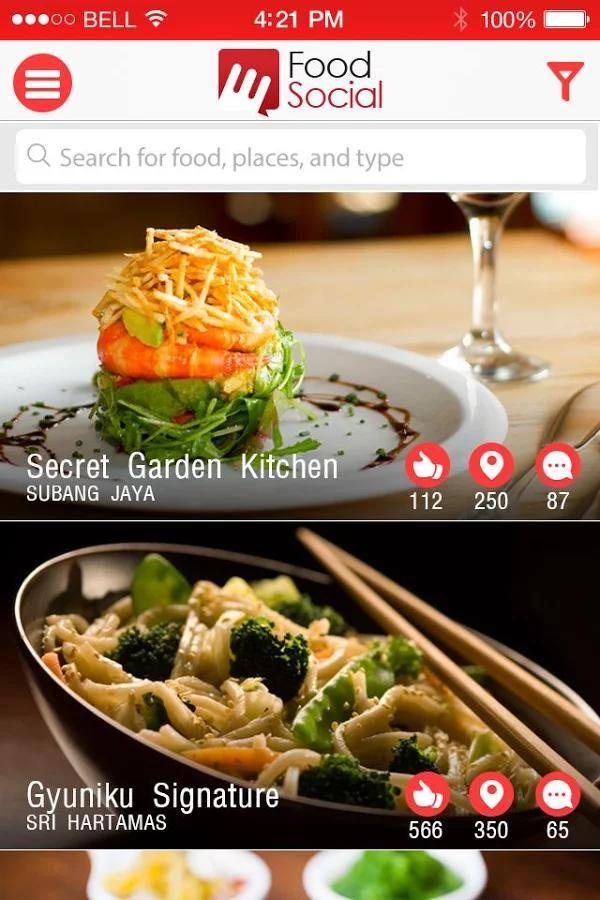 BELL 4:21 PM 100%
Food
Social
Search for food, places, and type
Secret Garden Kitchen
SUBANG JAYA
112 250 87
Gyuniku Signature
SRI HARTAMAS
566 350 65